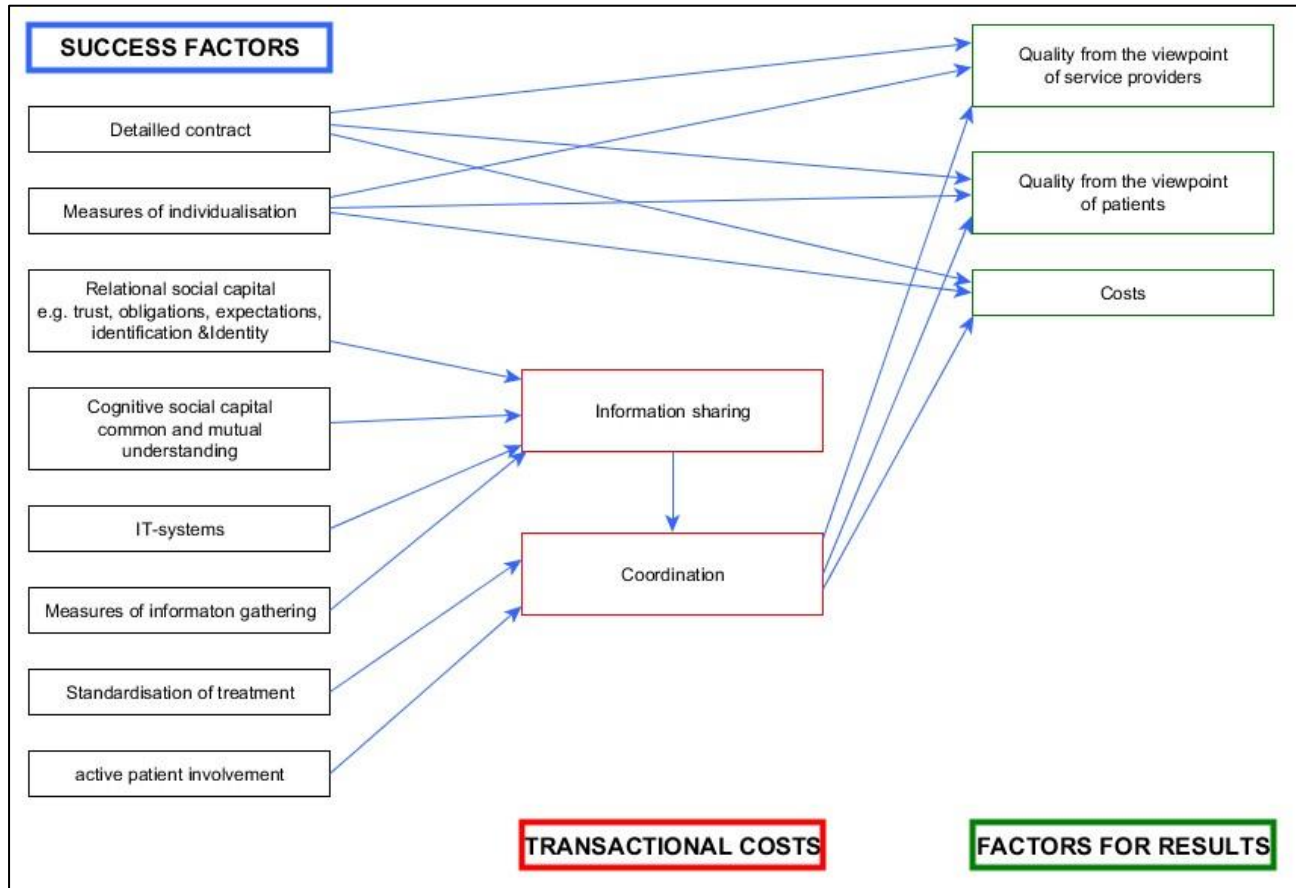 SUCCESS FACTORS
Detailled contract
Measures of individualisation
Relational social capital
e.g. trust, obligations, expectations,
identification &Identity
Cognitive social capital
common and mutual
understanding
IT-systems
Measures of informaton gathering
Standardisation of treatment
active patient involvement
Information sharing
Coordination
TRANSACTIONAL COSTS
Quality from the viewpoint
of service providers
Quality from the viewpoint
of patients
Costs
FACTORS FOR RESULTS